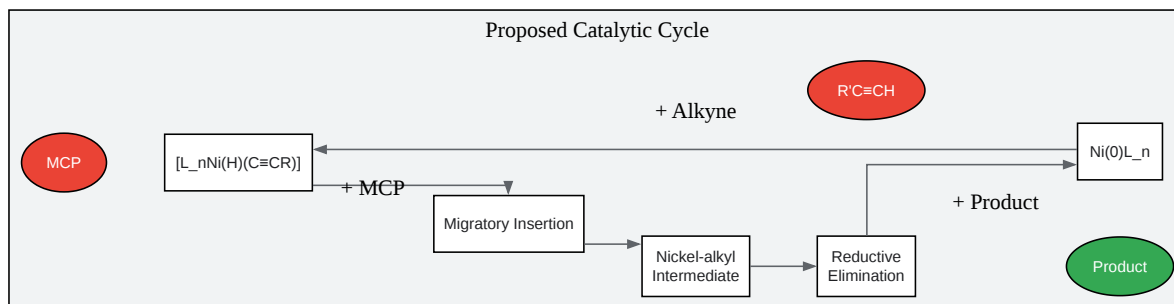 Proposed Catalytic Cycle
R'C≡CH
+ Alkyne
MCP
[L_nNi(H)(C≡CR)]
Ni(0)L_n
+ MCP
Migratory Insertion
+ Product
Nickel-alkyl
Intermediate
Reductive
Elimination
Product